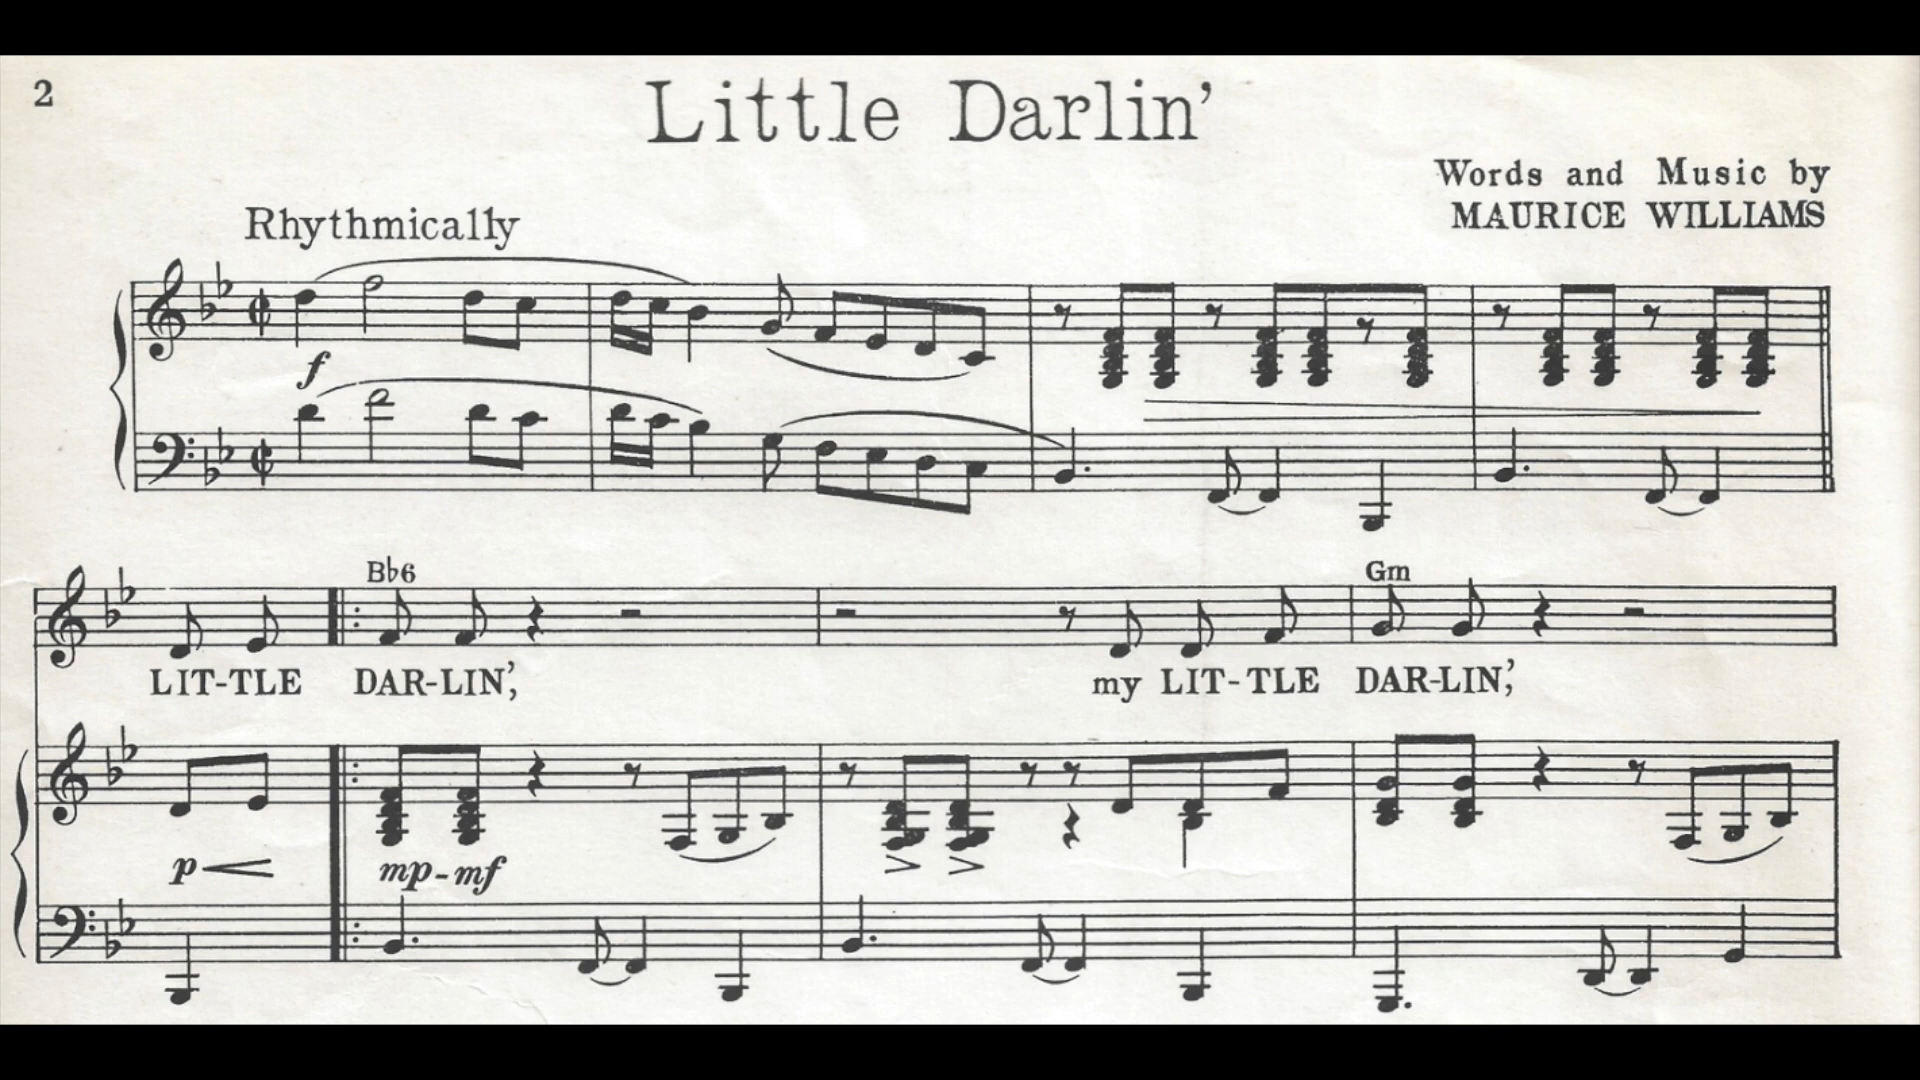 2
Little Darlin’
Words and Music by
MAURICE WILLIAMS
Rhythmically
f
Bb6 Gm
LIT-TLE DAR-LIN’, my LIT-TLE DAR-LIN’,
p mp-mf